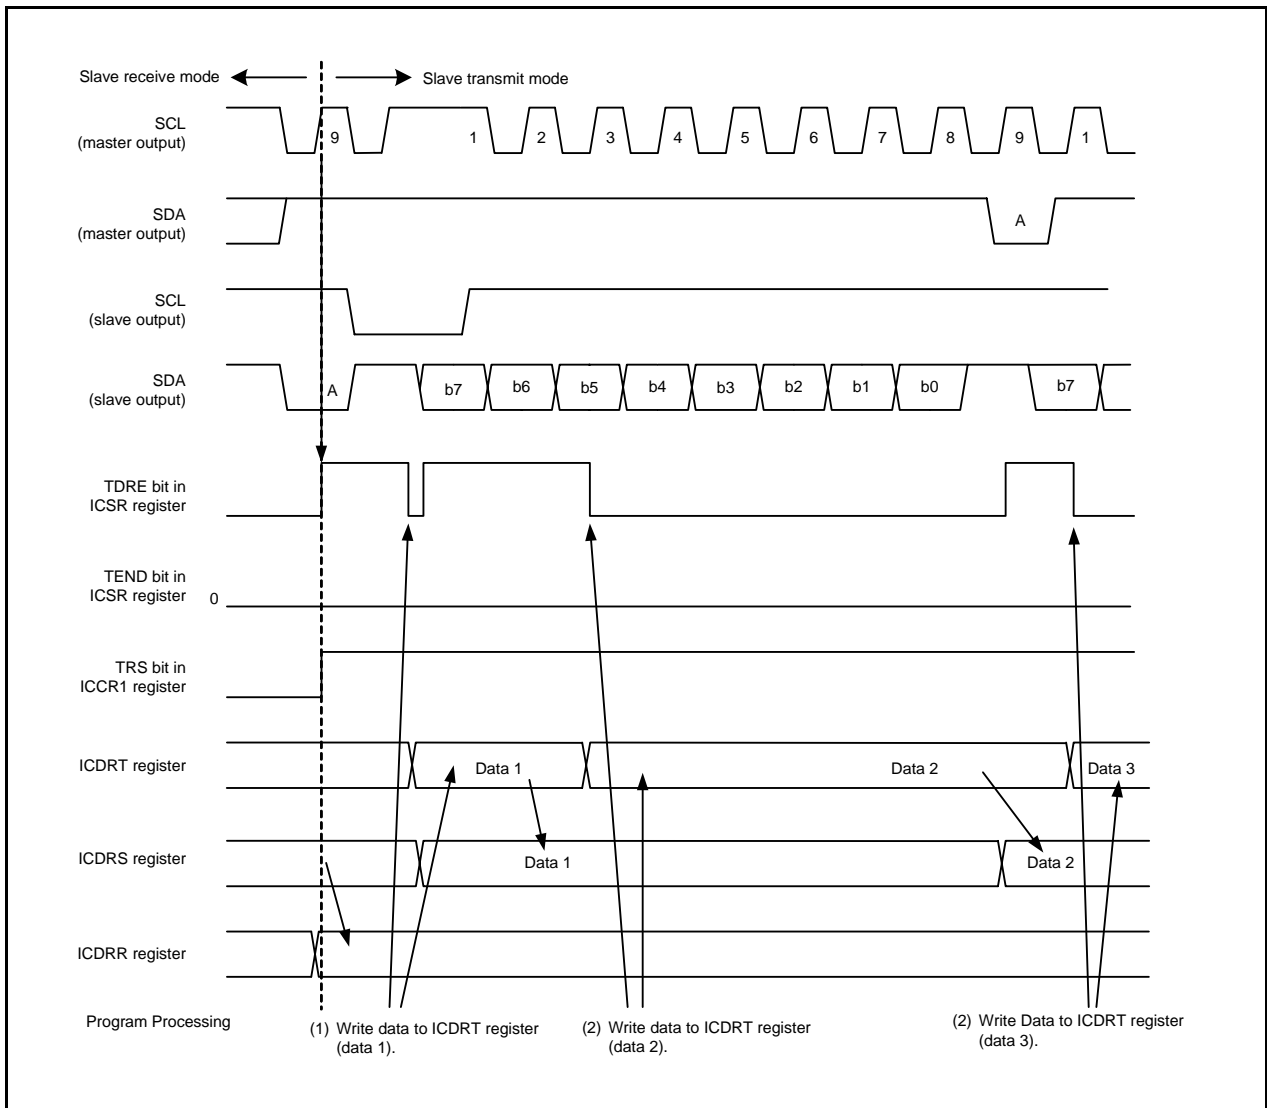 Slave receive mode
Slave transmit mode
SCL
(master output)
9 1 2 3 4 5 6 7 8 9 1
SDA
(master output)
A
SCL
(slave output)
SDA
(slave output)
A b7 b6 b5 b4 b3 b2 b1 b0 b7
TDRE bit in
ICSR register
TEND bit in
ICSR register
0
TRS bit in
ICCR1 register
ICDRT register
Data 1 Data 2 Data 3
ICDRS register
Data 1 Data 2
ICDRR register
Program Processing
(1) Write data to ICDRT register
(data 1).
(2) Write data to ICDRT register
(data 2).
(2) Write Data to ICDRT register
(data 3).